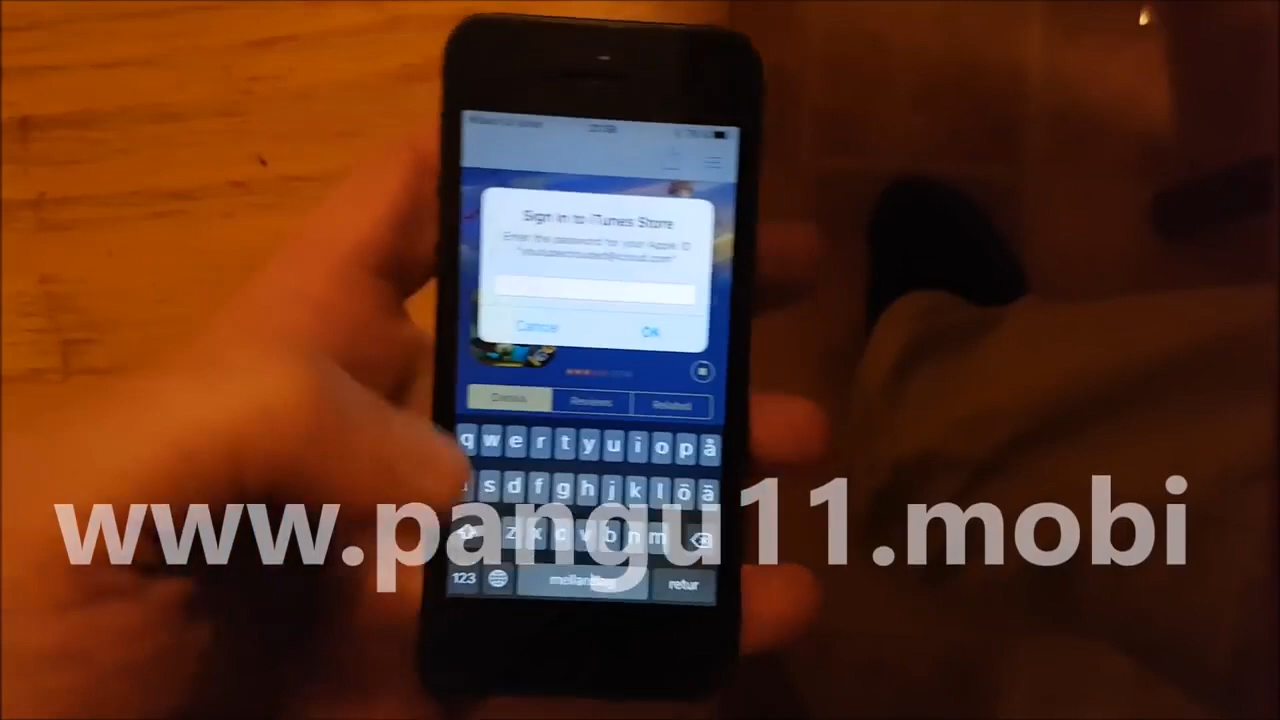 Sign in to iTunes Store
Enter the password for your Apple ID
Cancel OK
Details Reviews Related
q w e r t y u i o p å
s d f g h j k l ö ä
z x c v b n m
123 retur
www.pangu11.mobi